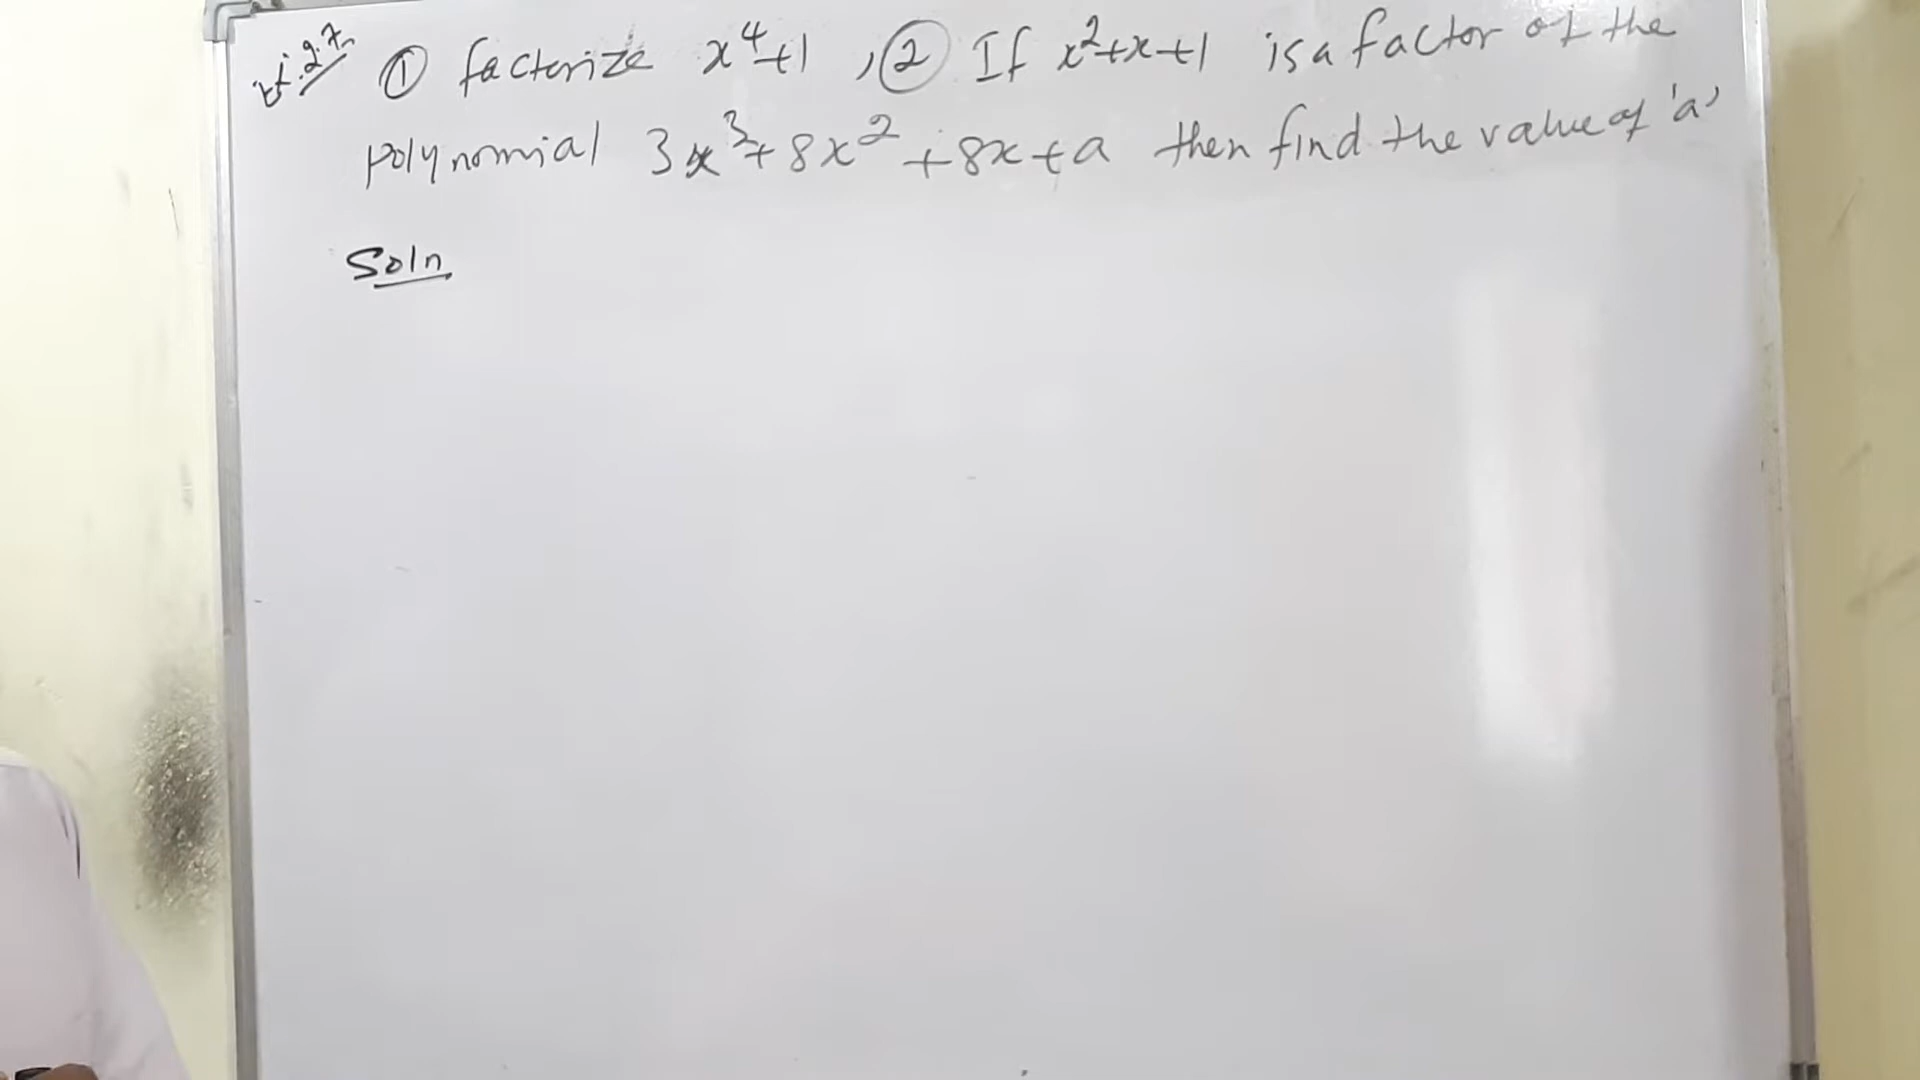 ① factorize x⁴+1 , ② If x²+x+1 is a factor of the
polynomial 3x³+8x²+8x+a then find the value of 'a'
Soln